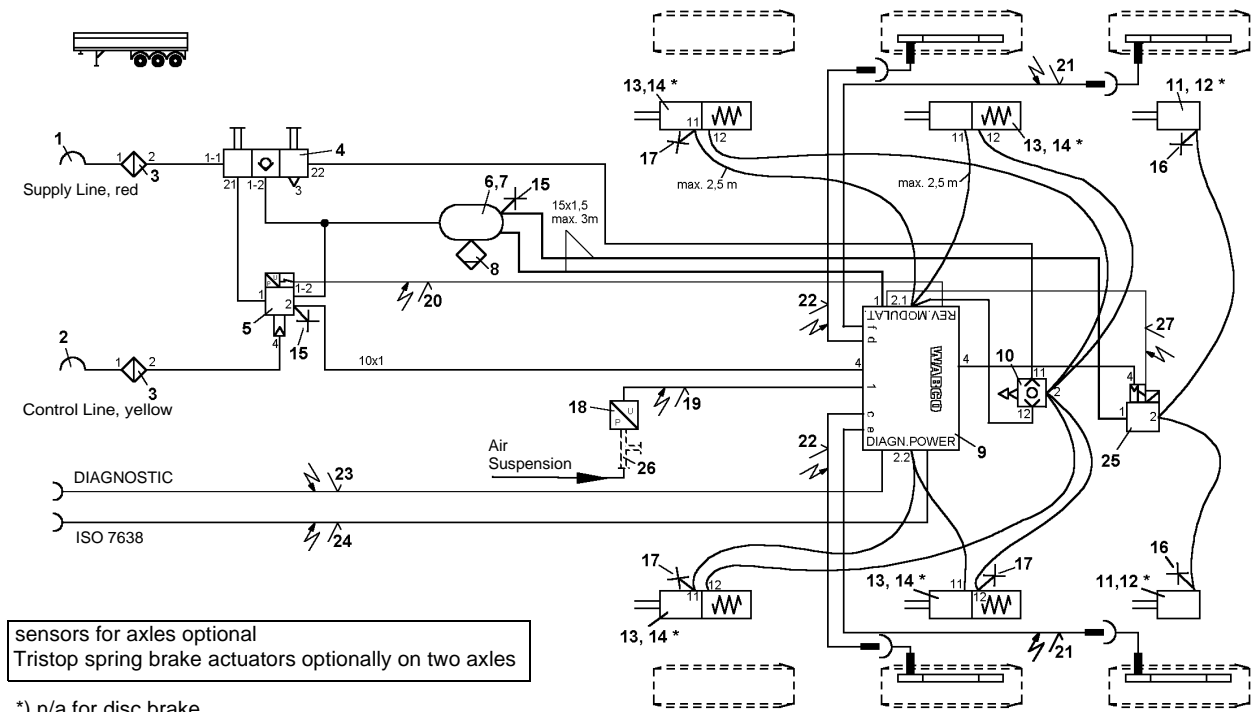 21
13,14 *
11, 12 *
1
1 2
3
Supply Line, red
1-1
21
1-2
22
3
4
11
12
17
max. 2,5 m
11
12
13, 14 *
max. 2,5 m
16
6,7
15
15x1,5
max. 3m
8
P U
1-2
1
2
4
5
15
20
10x1
2
1 2
3
Control Line, yellow
22
1
2.1
REV.MODULAT.
f
d
4
1
c
e
WABCO
4
DIAGN.POWER
2.2
9
10
11
2
12
27
4
1
2
25
18
U
P
19
26
Air
Suspension
22
DIAGNOSTIC
23
ISO 7638
24
17
11
12
13, 14 *
13, 14 *
11
12
17
16
11,12 *
21
sensors for axles optional
Tristop spring brake actuators optionally on two axles
*) n/a for disc brake